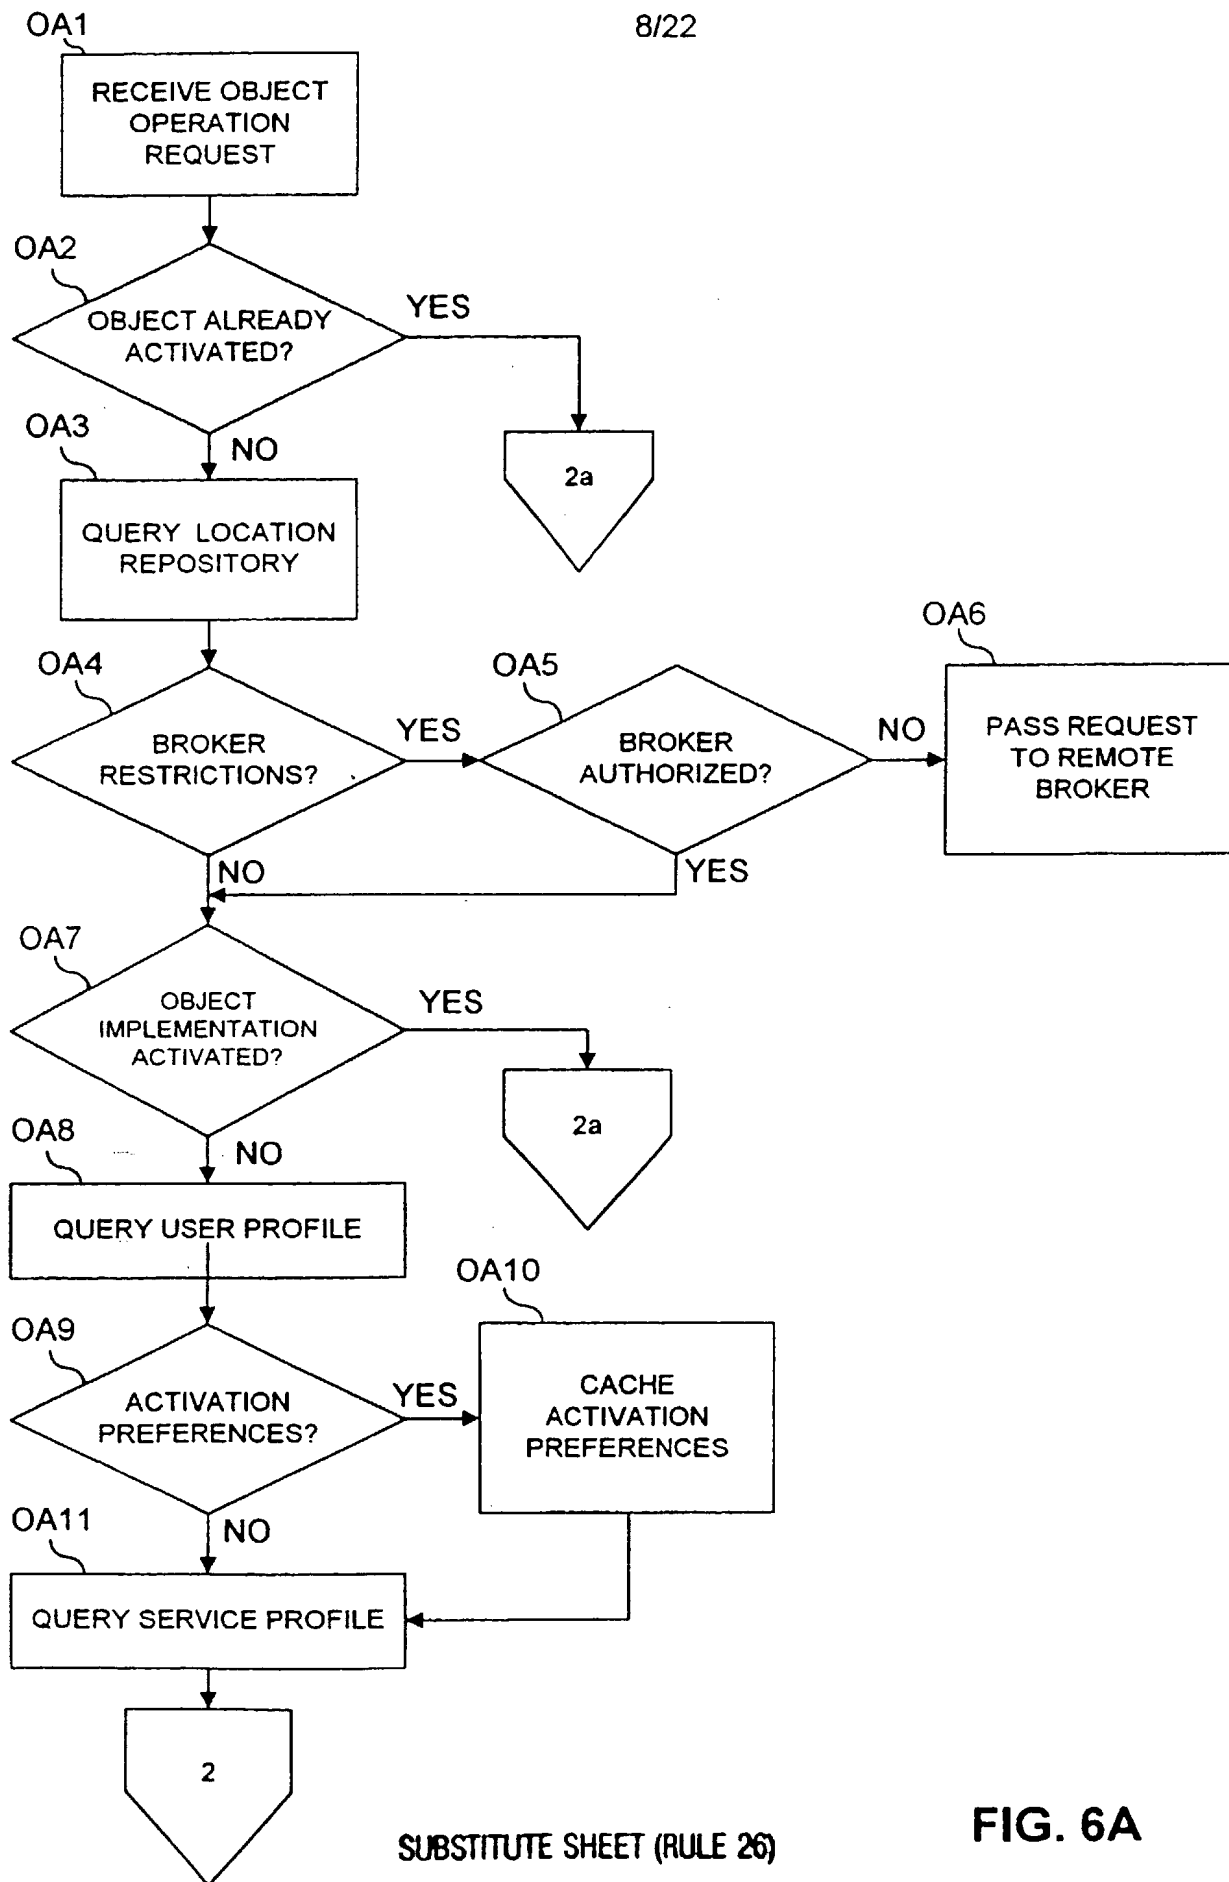 8/22
OA1
RECEIVE OBJECT
OPERATION
REQUEST
OA2
OBJECT ALREADY
ACTIVATED?
YES
2a
NO
OA3
QUERY LOCATION
REPOSITORY
OA4
BROKER
RESTRICTIONS?
YES
OA5
BROKER
AUTHORIZED?
NO
OA6
PASS REQUEST
TO REMOTE
BROKER
NO
YES
OA7
OBJECT
IMPLEMENTATION
ACTIVATED?
YES
2a
NO
OA8
QUERY USER PROFILE
OA9
ACTIVATION
PREFERENCES?
YES
OA10
CACHE
ACTIVATION
PREFERENCES
NO
OA11
QUERY SERVICE PROFILE
2
SUBSTITUTE SHEET (RULE 26)
FIG. 6A